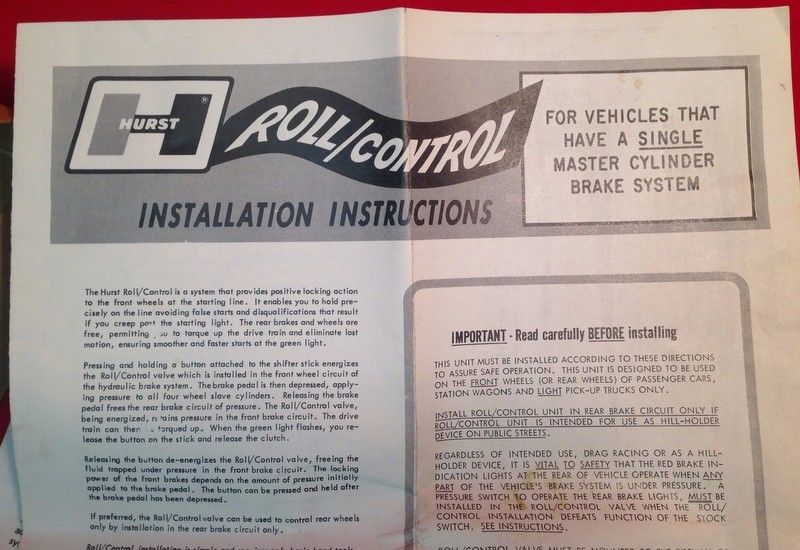 HURST
®
ROLL/CONTROL
INSTALLATION INSTRUCTIONS
FOR VEHICLES THAT
HAVE A SINGLE
MASTER CYLINDER
BRAKE SYSTEM
The Hurst Roll/Control is a system that provides positive locking action
to the front wheels at the starting line. It enables you to hold pre-
cisely on the line avoiding false starts and disqualifications that result
if you creep past the starting light. The rear brakes and wheels are
free, permitting you to torque up the drive train and eliminate lost
motion, ensuring smoother and faster starts at the green light.
Pressing and holding a button attached to the shifter stick energizes
the Roll/Control valve which is installed in the front wheel circuit of
the hydraulic brake system. The brake pedal is then depressed, apply-
ing pressure to all four wheel slave cylinders. Releasing the brake
pedal frees the rear brake circuit of pressure. The Roll/Control valve,
being energized, retains pressure in the front brake circuit. The drive
train can then torqued up. When the green light flashes, you re-
lease the button on the stick and release the clutch.
Releasing the button de-energizes the Roll/Control valve, freeing the
fluid trapped under pressure in the front brake circuit. The locking
power of the front brakes depends on the amount of pressure initially
applied to the brake pedal. The button can be pressed and held after
the brake pedal has been depressed.
If preferred, the Roll/Control valve can be used to control rear wheels
only by installation in the rear brake circuit only.
Roll/Control installation is simple and
IMPORTANT - Read carefully BEFORE installing
THIS UNIT MUST BE INSTALLED ACCORDING TO THESE DIRECTIONS
TO ASSURE SAFE OPERATION. THIS UNIT IS DESIGNED TO BE USED
ON THE FRONT WHEELS (OR REAR WHEELS) OF PASSENGER CARS,
STATION WAGONS AND LIGHT PICK-UP TRUCKS ONLY.
INSTALL ROLL/CONTROL UNIT IN REAR BRAKE CIRCUIT ONLY IF
ROLL/CONTROL UNIT IS INTENDED FOR USE AS HILL-HOLDER
DEVICE ON PUBLIC STREETS.
REGARDLESS OF INTENDED USE, DRAG RACING OR AS A HILL-
HOLDER DEVICE, IT IS VITAL TO SAFETY THAT THE RED BRAKE IN-
DICATION LIGHTS AT THE REAR OF VEHICLE OPERATE WHEN ANY
PART OF THE VEHICLE'S BRAKE SYSTEM IS UNDER PRESSURE. A
PRESSURE SWITCH TO OPERATE THE REAR BRAKE LIGHTS, MUST BE
INSTALLED IN THE ROLL/CONTROL VALVE WHEN THE ROLL/
CONTROL INSTALLATION DEFEATS FUNCTION OF THE STOCK
SWITCH. SEE INSTRUCTIONS.
ROLL/CONTROL VALVE MUST BE MOUNTED